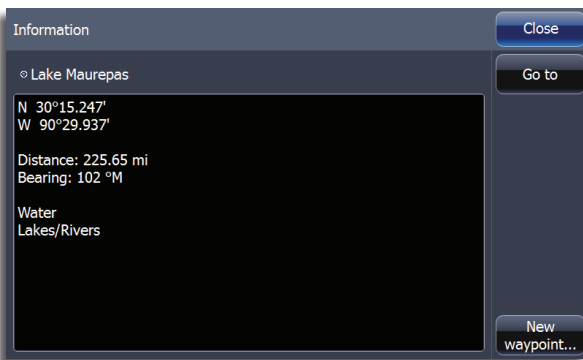 Information
Close
Lake Maurepas
Go to
N 30°15.247'
W 90°29.937'
Distance: 225.65 mi
Bearing: 102 °M
Water
Lakes/Rivers
New
waypoint...